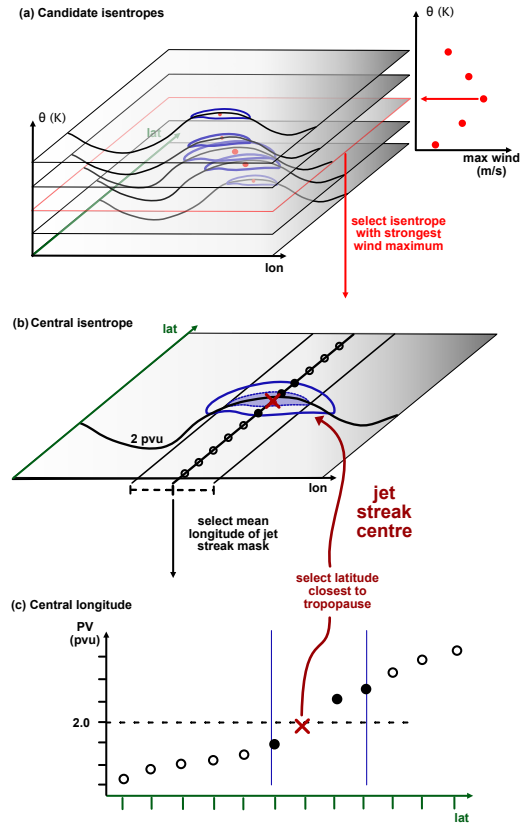 (a) Candidate isentropes
θ (K)
θ (K)
lat
max wind
(m/s)
select isentrope
with strongest
wind maximum
lon
(b) Central isentrope
lat
2 pvu
lon
select mean
longitude of jet
streak mask
jet
streak
centre
select latitude
closest to
tropopause
(c) Central longitude
PV
(pvu)
2.0
lat